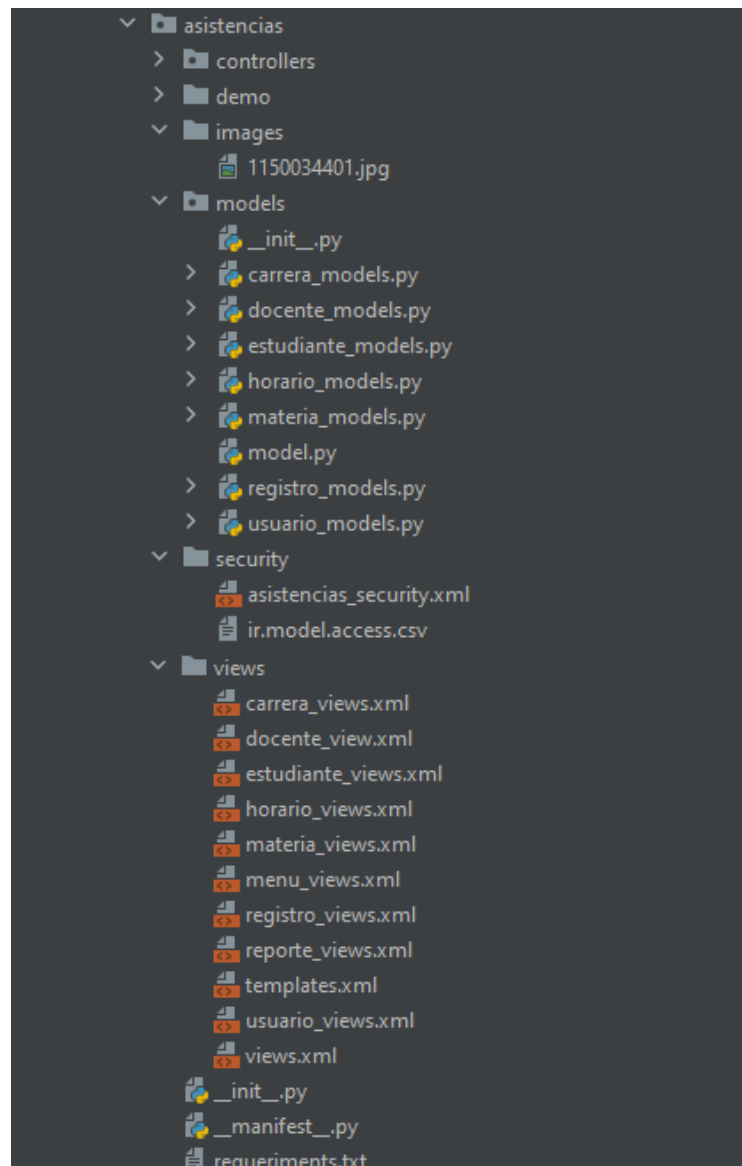 asistencias
controllers
demo
images
1150034401.jpg
models
__init__.py
carrera_models.py
docente_models.py
estudiante_models.py
horario_models.py
materia_models.py
model.py
registro_models.py
usuario_models.py
security
asistencias_security.xml
ir.model.access.csv
views
carrera_views.xml
docente_view.xml
estudiante_views.xml
horario_views.xml
materia_views.xml
menu_views.xml
registro_views.xml
reporte_views.xml
templates.xml
usuario_views.xml
views.xml
__init__.py
__manifest__.py
requeriments.txt